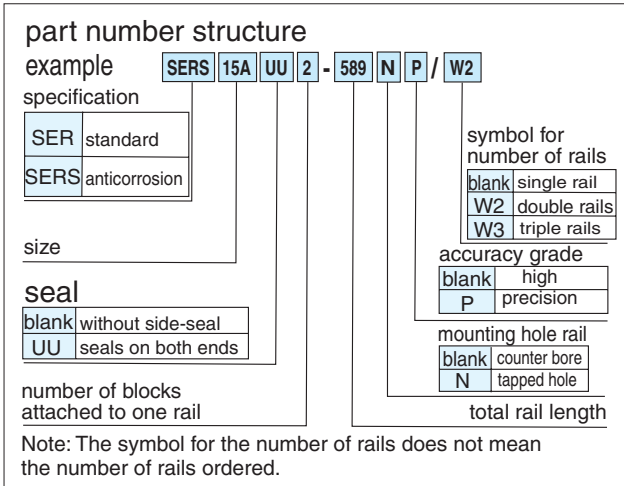 part number structure
example SERS 15A UU 2 - 589 N P / W2
specification
SER standard
SERS anticorrosion
size
seal
blank without side-seal
UU seals on both ends
number of blocks
attached to one rail
symbol for
number of rails
blank single rail
W2 double rails
W3 triple rails
accuracy grade
blank high
P precision
mounting hole rail
blank counter bore
N tapped hole
total rail length
Note: The symbol for the number of rails does not mean
the number of rails ordered.